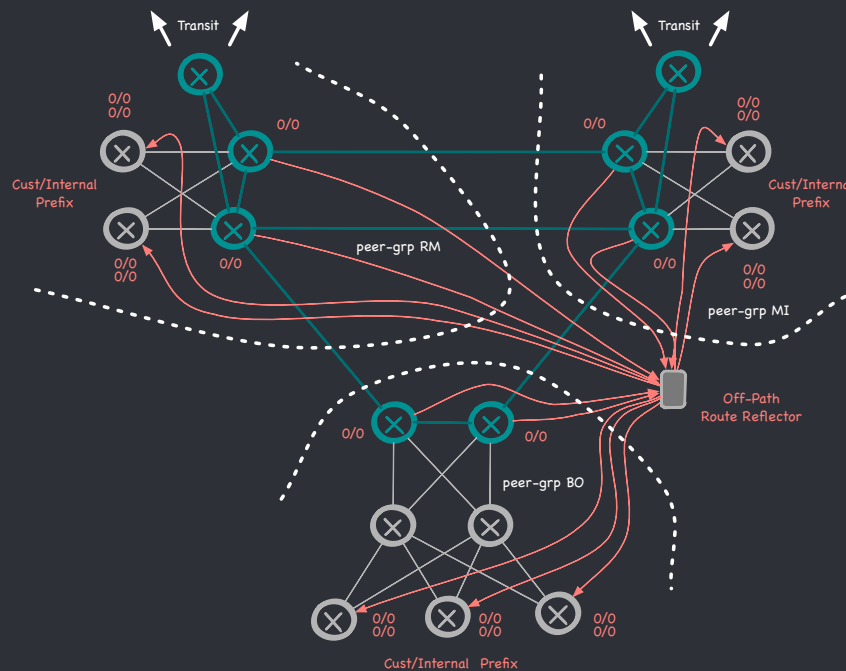 Transit
Transit
0/0
0/0
0/0
0/0
0/0
0/0
Cust/Internal
Prefix
Cust/Interna
Prefix
0/0
0/0
0/0
peer-grp RM
0/0
0/0
0/0
peer-grp MI
Off-Path
Route Reflector
0/0
0/0
peer-grp BO
0/0
0/0
0/0
0/0
0/0
0/0
Cust/Internal Prefix